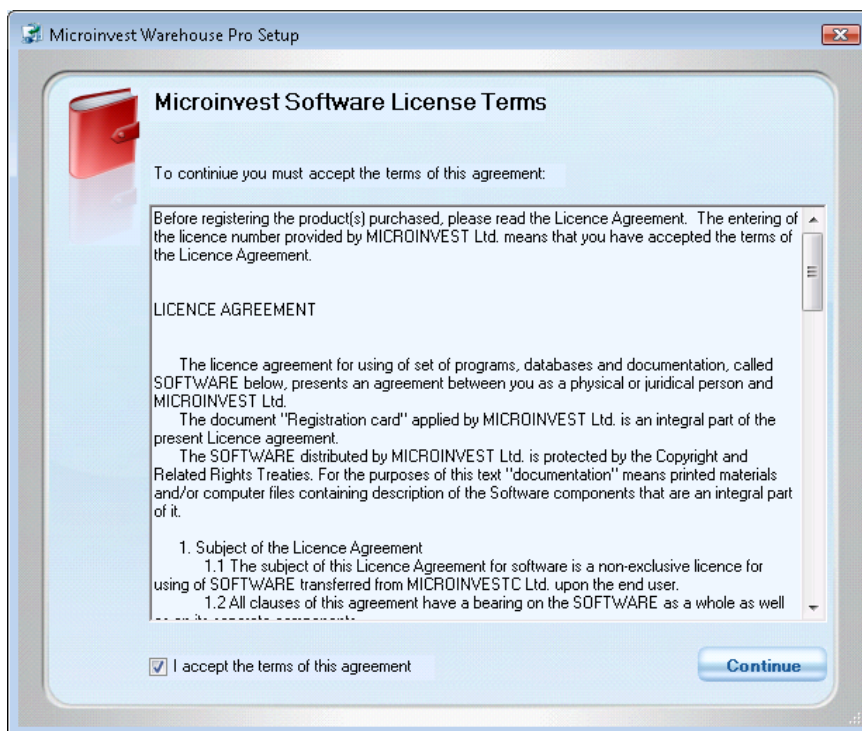 Microinvest Warehouse Pro Setup
Microinvest Software License Terms
To continiue you must accept the terms of this agreement:
Before registering the product(s) purchased, please read the Licence Agreement.  The entering of
the licence number provided by MICROINVEST Ltd. means that you have accepted the terms of
the Licence Agreement.
LICENCE AGREEMENT
The licence agreement for using of set of programs, databases and documentation, called
SOFTWARE below, presents an agreement between you as a physical or juridical person and
MICROINVEST Ltd.
The document "Registration card" applied by MICROINVEST Ltd. is an integral part of the
present Licence agreement.
The SOFTWARE distributed by MICROINVEST Ltd. is protected by the Copyright and
Related Rights Treaties. For the purposes of this text "documentation" means printed materials
and/or computer files containing description of the Software components that are an integral part
of it.
1. Subject of the Licence Agreement
1.1 The subject of this Licence Agreement for software is a non-exclusive licence for
using of SOFTWARE transferred from MICROINVESTC Ltd. upon the end user.
1.2 All clauses of this agreement have a bearing on the SOFTWARE as a whole as well
I accept the terms of this agreement
Continue